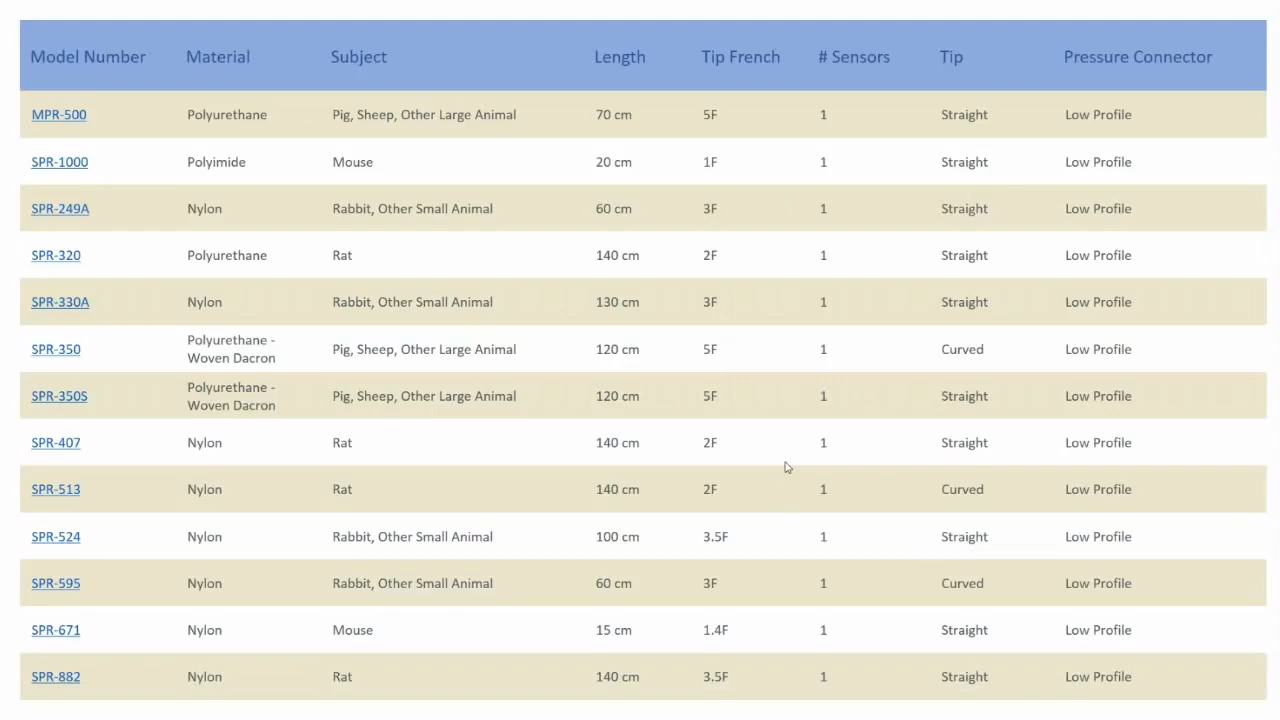 Model Number Material Subject Length Tip French # Sensors Tip Pressure Connector
MPR-500 Polyurethane Pig, Sheep, Other Large Animal 70 cm 5F 1 Straight Low Profile
SPR-1000 Polyimide Mouse 20 cm 1F 1 Straight Low Profile
SPR-249A Nylon Rabbit, Other Small Animal 60 cm 3F 1 Straight Low Profile
SPR-320 Polyurethane Rat 140 cm 2F 1 Straight Low Profile
SPR-330A Nylon Rabbit, Other Small Animal 130 cm 3F 1 Straight Low Profile
SPR-350 Polyurethane - Woven Dacron Pig, Sheep, Other Large Animal 120 cm 5F 1 Curved Low Profile
SPR-350S Polyurethane - Woven Dacron Pig, Sheep, Other Large Animal 120 cm 5F 1 Straight Low Profile
SPR-407 Nylon Rat 140 cm 2F 1 Straight Low Profile
SPR-513 Nylon Rat 140 cm 2F 1 Curved Low Profile
SPR-524 Nylon Rabbit, Other Small Animal 100 cm 3.5F 1 Straight Low Profile
SPR-595 Nylon Rabbit, Other Small Animal 60 cm 3F 1 Curved Low Profile
SPR-671 Nylon Mouse 15 cm 1.4F 1 Straight Low Profile
SPR-882 Nylon Rat 140 cm 3.5F 1 Straight Low Profile